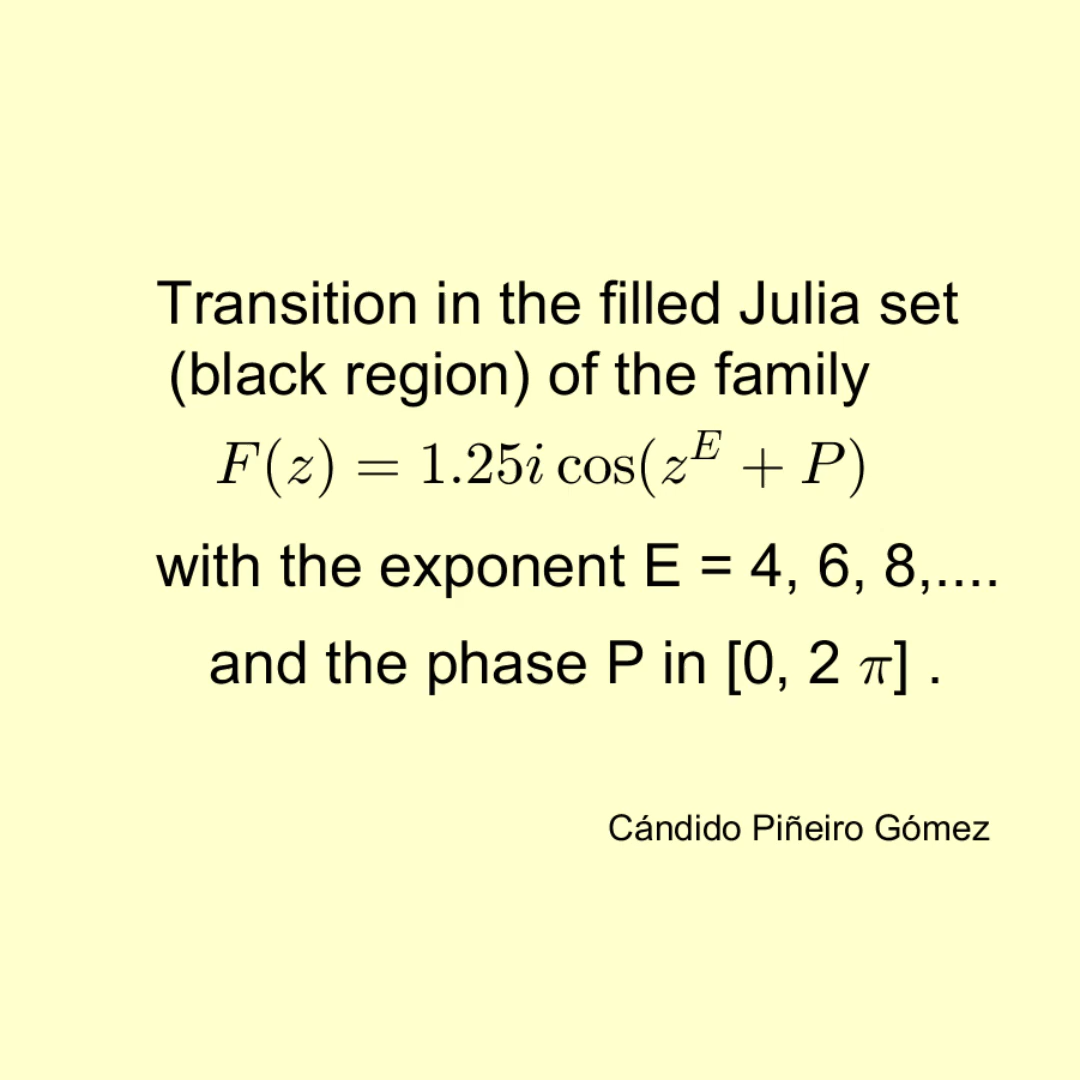 Transition in the filled Julia set
(black region) of the family
F(z) = 1.25i cos(z^E + P)
with the exponent E = 4, 6, 8,....
and the phase P in [0, 2 π] .
Cándido Piñeiro Gómez